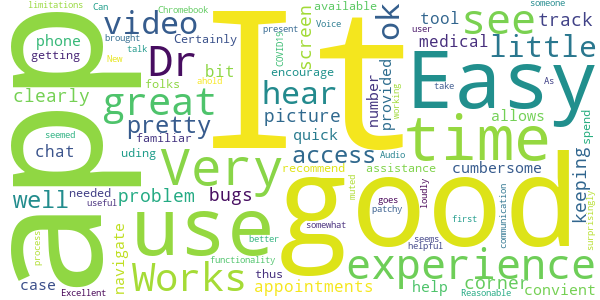 limitations
Can
Chromebook
someone
brought
talk
present
Voice
available
user
phone
getting
video
Certainly
Dr
folks
bit
COVID19
screen
ok
tool
see
track
clearly
New
ahold
encourage
It
number
provided
medical
little
app
great
hear
picture
working
Easy
take
As
chat
seemed
pretty
familiar
quick
Audio
allows
spend
time
uding
Very
access
assistance
cumbersome
well
needed
useful
problem
bugs
recommend
muted
goes
patchy
loudly
first
communication
keeping
surprisingly
use
good
somewhat
seems
helpful
process
navigate
better
functionality
experience
case
Excellent
Works
thus
appointments
help
corner
Reasonable
convient